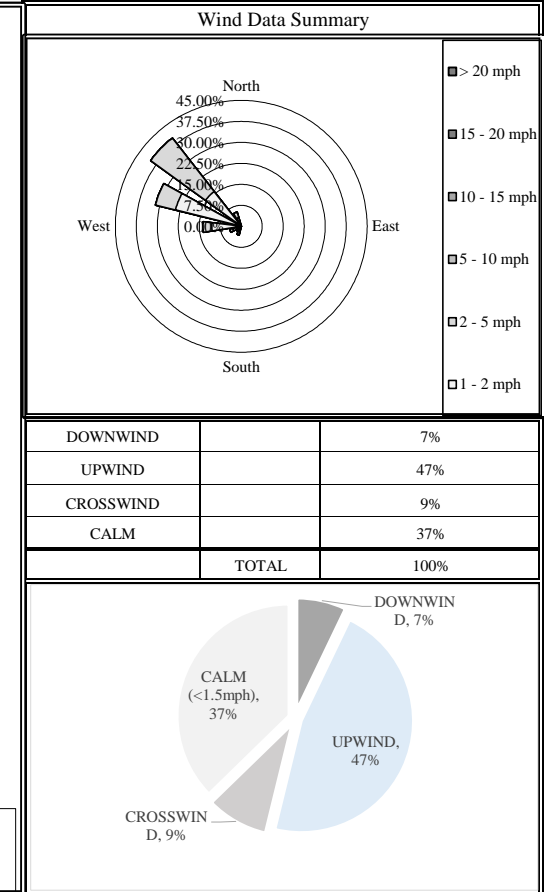 Wind Data Summary
North
45.00%
37.50%
30.00%
22.50%
15.00%
7.50%
0.00%
West
East
South
> 20 mph
15 - 20 mph
10 - 15 mph
5 - 10 mph
2 - 5 mph
1 - 2 mph
DOWNWIND 7%
UPWIND 47%
CROSSWIND 9%
CALM 37%
TOTAL 100%
DOWNWIN
D, 7%
CALM
(<1.5mph),
37%
UPWIND,
47%
CROSSWIN
D, 9%